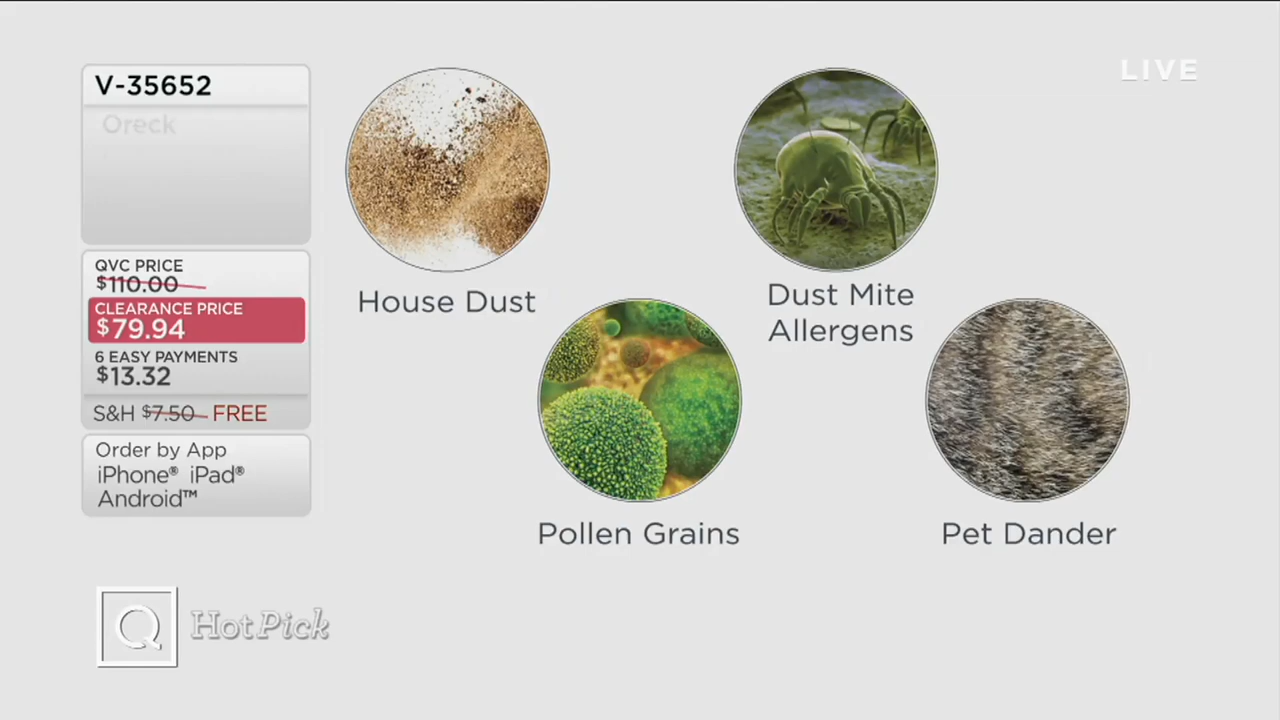 V-35652
Oreck
QVC PRICE
$110.00
CLEARANCE PRICE
$79.94
6 EASY PAYMENTS
$13.32
S&H $7.50 FREE
Order by App
iPhone® iPad®
Android™
LIVE
House Dust
Dust Mite
Allergens
Pollen Grains
Pet Dander
Q HotPick